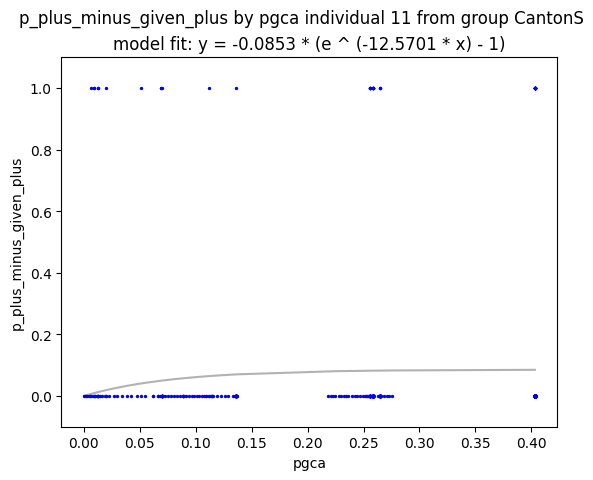 p_plus_minus_given_plus by pgca individual 11 from group CantonS
model fit: y = -0.0853 * (e ^ (-12.5701 * x) - 1)
1.0
0.8
0.6
0.4
0.2
0.0
p_plus_minus_given_plus
0.00 0.05 0.10 0.15 0.20 0.25 0.30 0.35 0.40
pgca